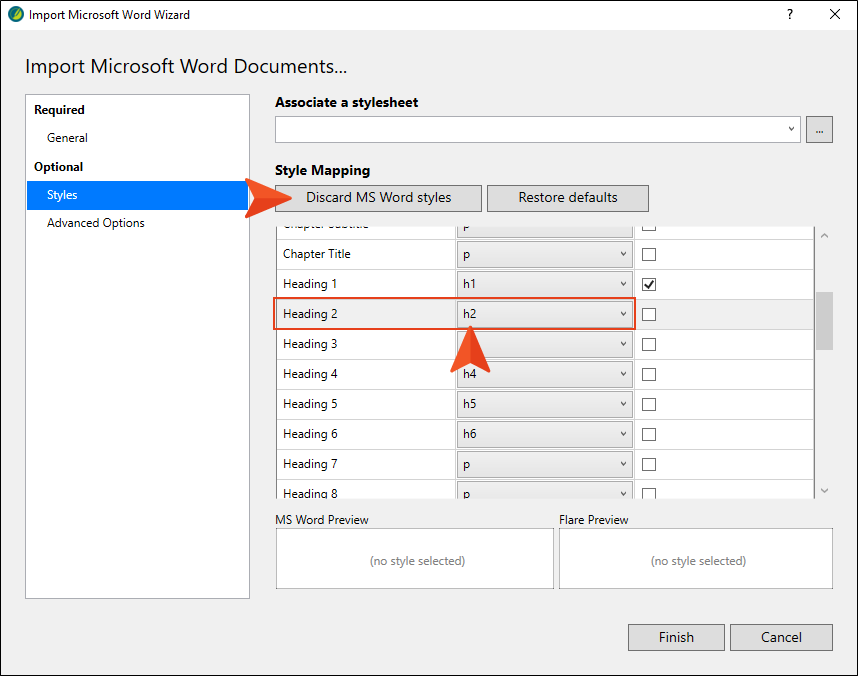 Import Microsoft Word Wizard
?
Import Microsoft Word Documents...
Required
General
Optional
Styles
Advanced Options
Associate a stylesheet
...
Style Mapping
Discard MS Word styles Restore defaults
Chapter Subtitle p
Chapter Title p
Heading 1 h1
Heading 2 h2
Heading 3
Heading 4 h4
Heading 5 h5
Heading 6 h6
Heading 7 p
Heading 8 p
MS Word Preview Flare Preview
(no style selected) (no style selected)
Finish Cancel